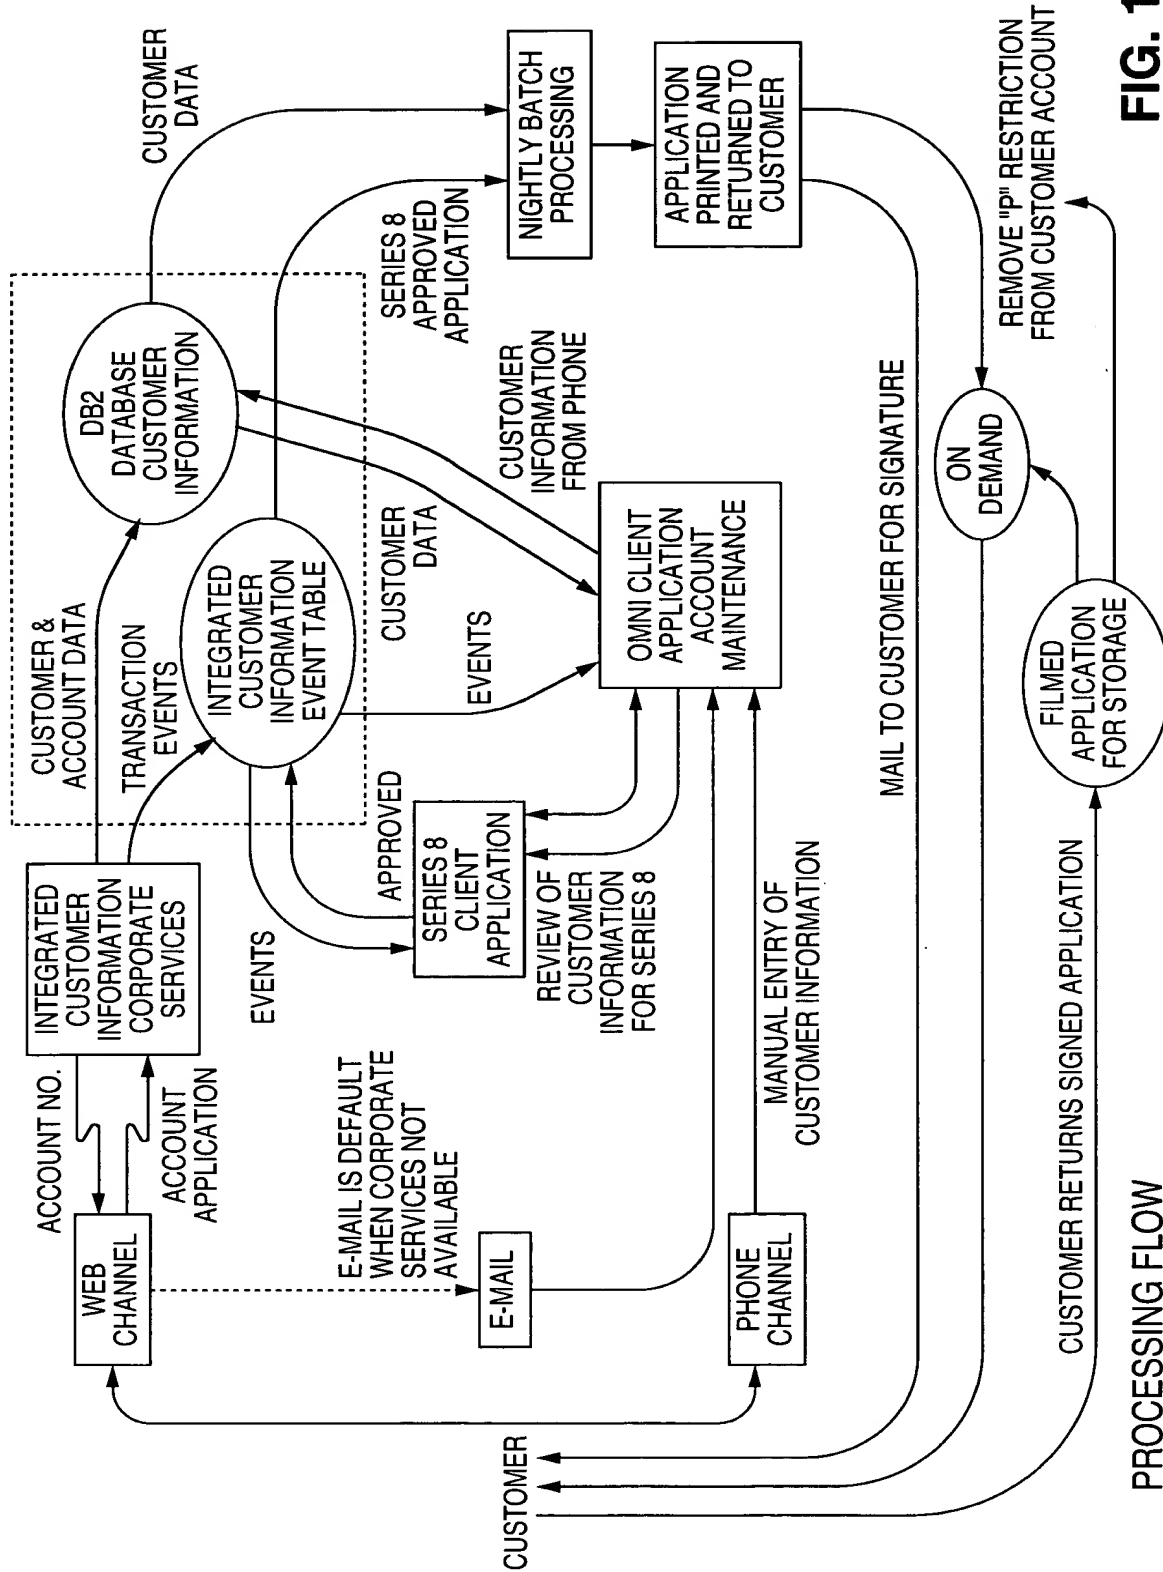 CUSTOMER
WEB
CHANNEL
ACCOUNT NO.
ACCOUNT
APPLICATION
INTEGRATED
CUSTOMER
INFORMATION
CORPORATE
SERVICES
CUSTOMER &
ACCOUNT DATA
TRANSACTION
EVENTS
DB2
DATABASE
CUSTOMER
INFORMATION
CUSTOMER
DATA
INTEGRATED
CUSTOMER
INFORMATION
EVENT TABLE
EVENTS
APPROVED
SERIES 8
CLIENT
APPLICATION
EVENTS
CUSTOMER
DATA
CUSTOMER
INFORMATION
FROM PHONE
SERIES 8
APPROVED
APPLICATION
NIGHTLY BATCH
PROCESSING
E-MAIL IS DEFAULT
WHEN CORPORATE
SERVICES NOT
AVAILABLE
E-MAIL
REVIEW OF
CUSTOMER
INFORMATION
FOR SERIES 8
OMNI CLIENT
APPLICATION
ACCOUNT
MAINTENANCE
APPLICATION
PRINTED AND
RETURNED TO
CUSTOMER
PHONE
CHANNEL
MANUAL ENTRY OF
CUSTOMER INFORMATION
MAIL TO CUSTOMER FOR SIGNATURE
ON
DEMAND
REMOVE "P" RESTRICTION
FROM CUSTOMER ACCOUNT
FILMED
APPLICATION
FOR STORAGE
CUSTOMER RETURNS SIGNED APPLICATION
PROCESSING FLOW
FIG. 1